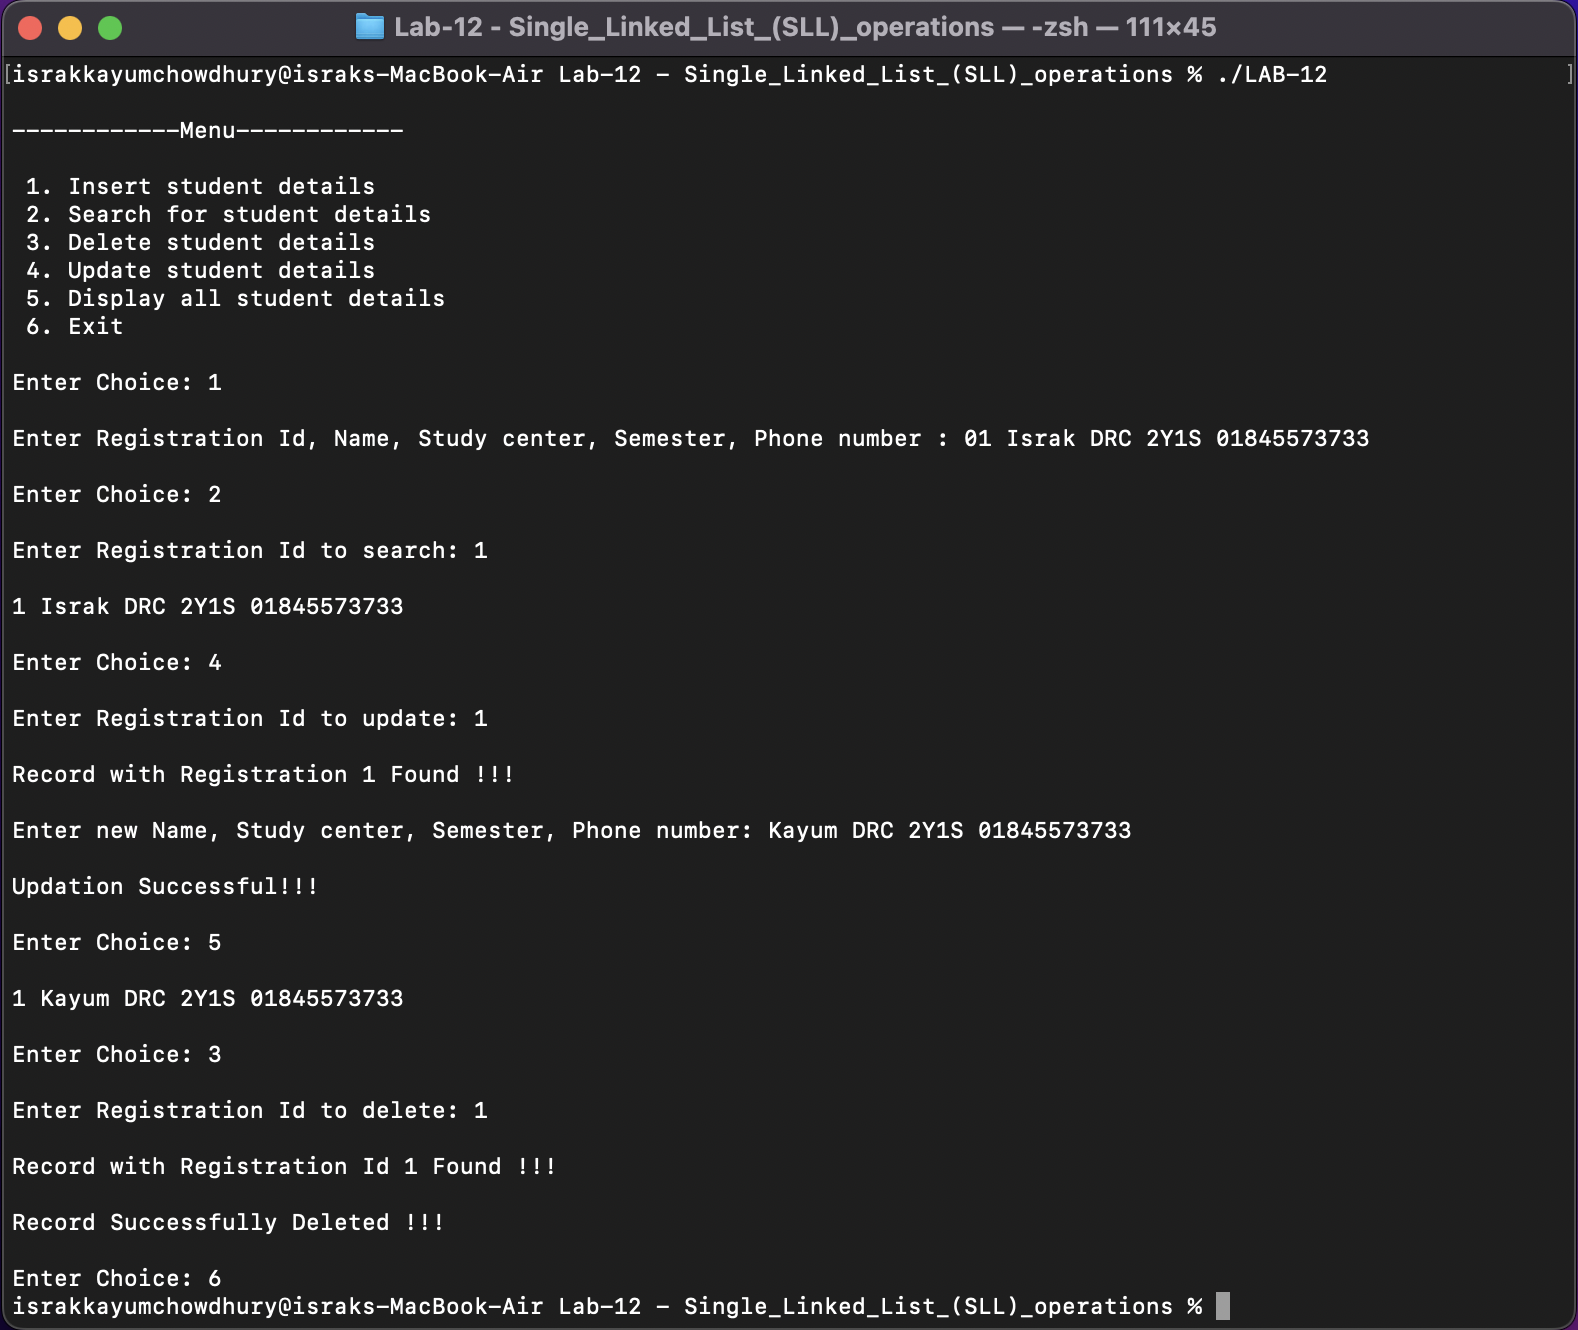 Lab-12 - Single_Linked_List_(SLL)_operations — -zsh — 111×45
[israkkayumchowdhury@israks-MacBook-Air Lab-12 - Single_Linked_List_(SLL)_operations % ./LAB-12 ]
------------Menu------------
1. Insert student details
2. Search for student details
3. Delete student details
4. Update student details
5. Display all student details
6. Exit
Enter Choice: 1
Enter Registration Id, Name, Study center, Semester, Phone number : 01 Israk DRC 2Y1S 01845573733
Enter Choice: 2
Enter Registration Id to search: 1
1 Israk DRC 2Y1S 01845573733
Enter Choice: 4
Enter Registration Id to update: 1
Record with Registration 1 Found !!!
Enter new Name, Study center, Semester, Phone number: Kayum DRC 2Y1S 01845573733
Updation Successful!!!
Enter Choice: 5
1 Kayum DRC 2Y1S 01845573733
Enter Choice: 3
Enter Registration Id to delete: 1
Record with Registration Id 1 Found !!!
Record Successfully Deleted !!!
Enter Choice: 6
israkkayumchowdhury@israks-MacBook-Air Lab-12 - Single_Linked_List_(SLL)_operations %